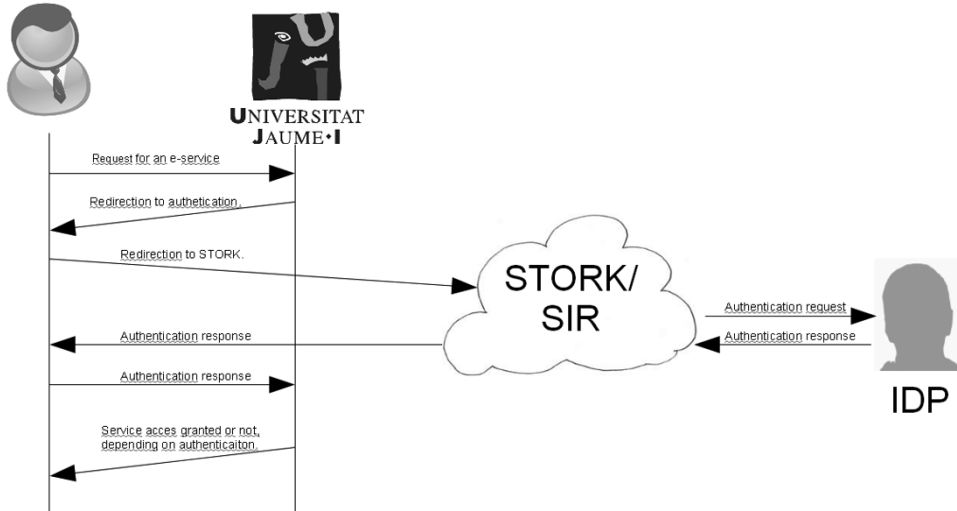 UNIVERSITAT
JAUME•I
Request for an e-service
Redirection to authetication.
Redirection to STORK.
STORK/
SIR
Authentication request
Authentication response
Authentication response
IDP
Authentication response
Service acces granted or not,
depending on authenticaiton.